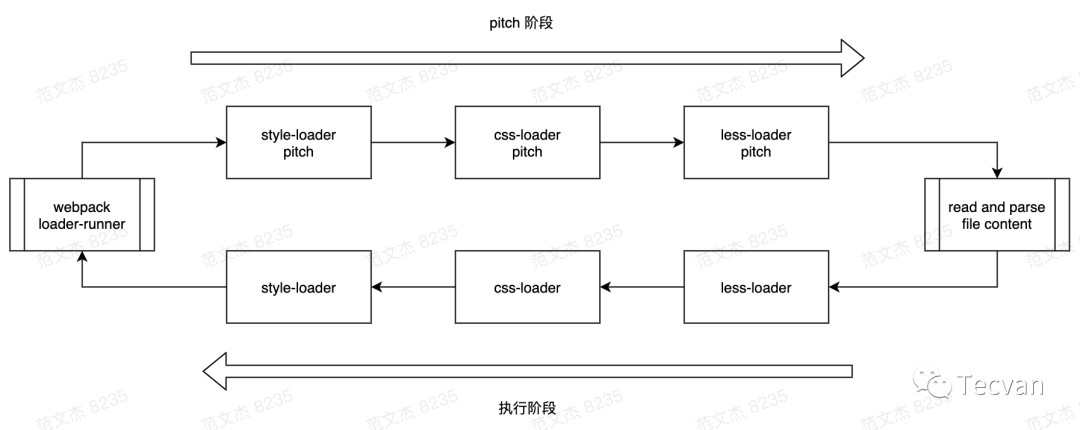 pitch 阶段
style-loader
pitch
css-loader
pitch
less-loader
pitch
webpack
loader-runner
read and parse
file content
style-loader
css-loader
less-loader
执行阶段
Tecvan
范文杰 8235